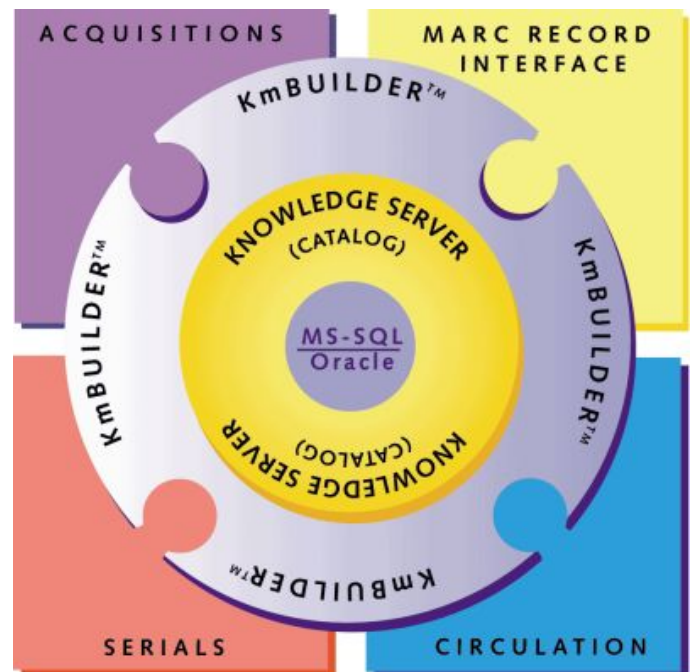 ACQUISITIONS
MARC RECORD
INTERFACE
KmBUILDER™
KmBUILDER™
KmBUILDER™
KNOWLEDGE SERVER
(CATALOG)
MS-SQL
Oracle
(CATALOG)
KNOWLEDGE SERVER
KmBUILDER™
SERIALS
CIRCULATION